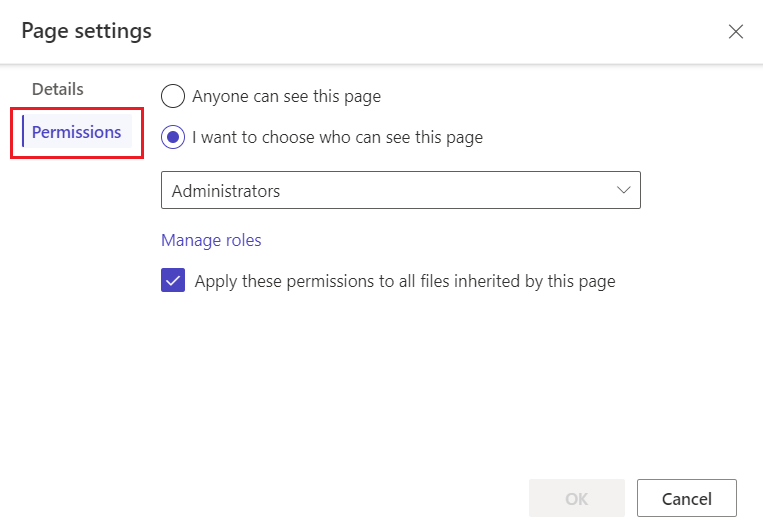 Page settings
Details
Permissions
Anyone can see this page
I want to choose who can see this page
Administrators
Manage roles
Apply these permissions to all files inherited by this page
OK
Cancel